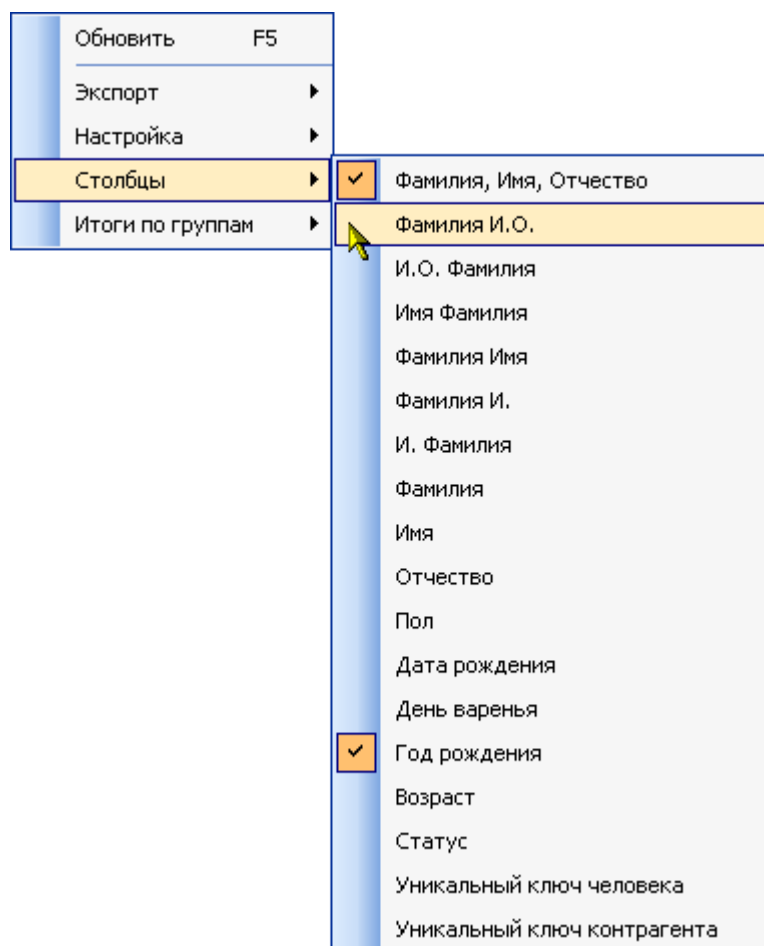 Обновить F5
Экспорт
Настройка
Столбцы
Итоги по группам
Фамилия, Имя, Отчество
Фамилия И.О.
И.О. Фамилия
Имя Фамилия
Фамилия Имя
Фамилия И.
И. Фамилия
Фамилия
Имя
Отчество
Пол
Дата рождения
День варенья
Год рождения
Возраст
Статус
Уникальный ключ человека
Уникальный ключ контрагента